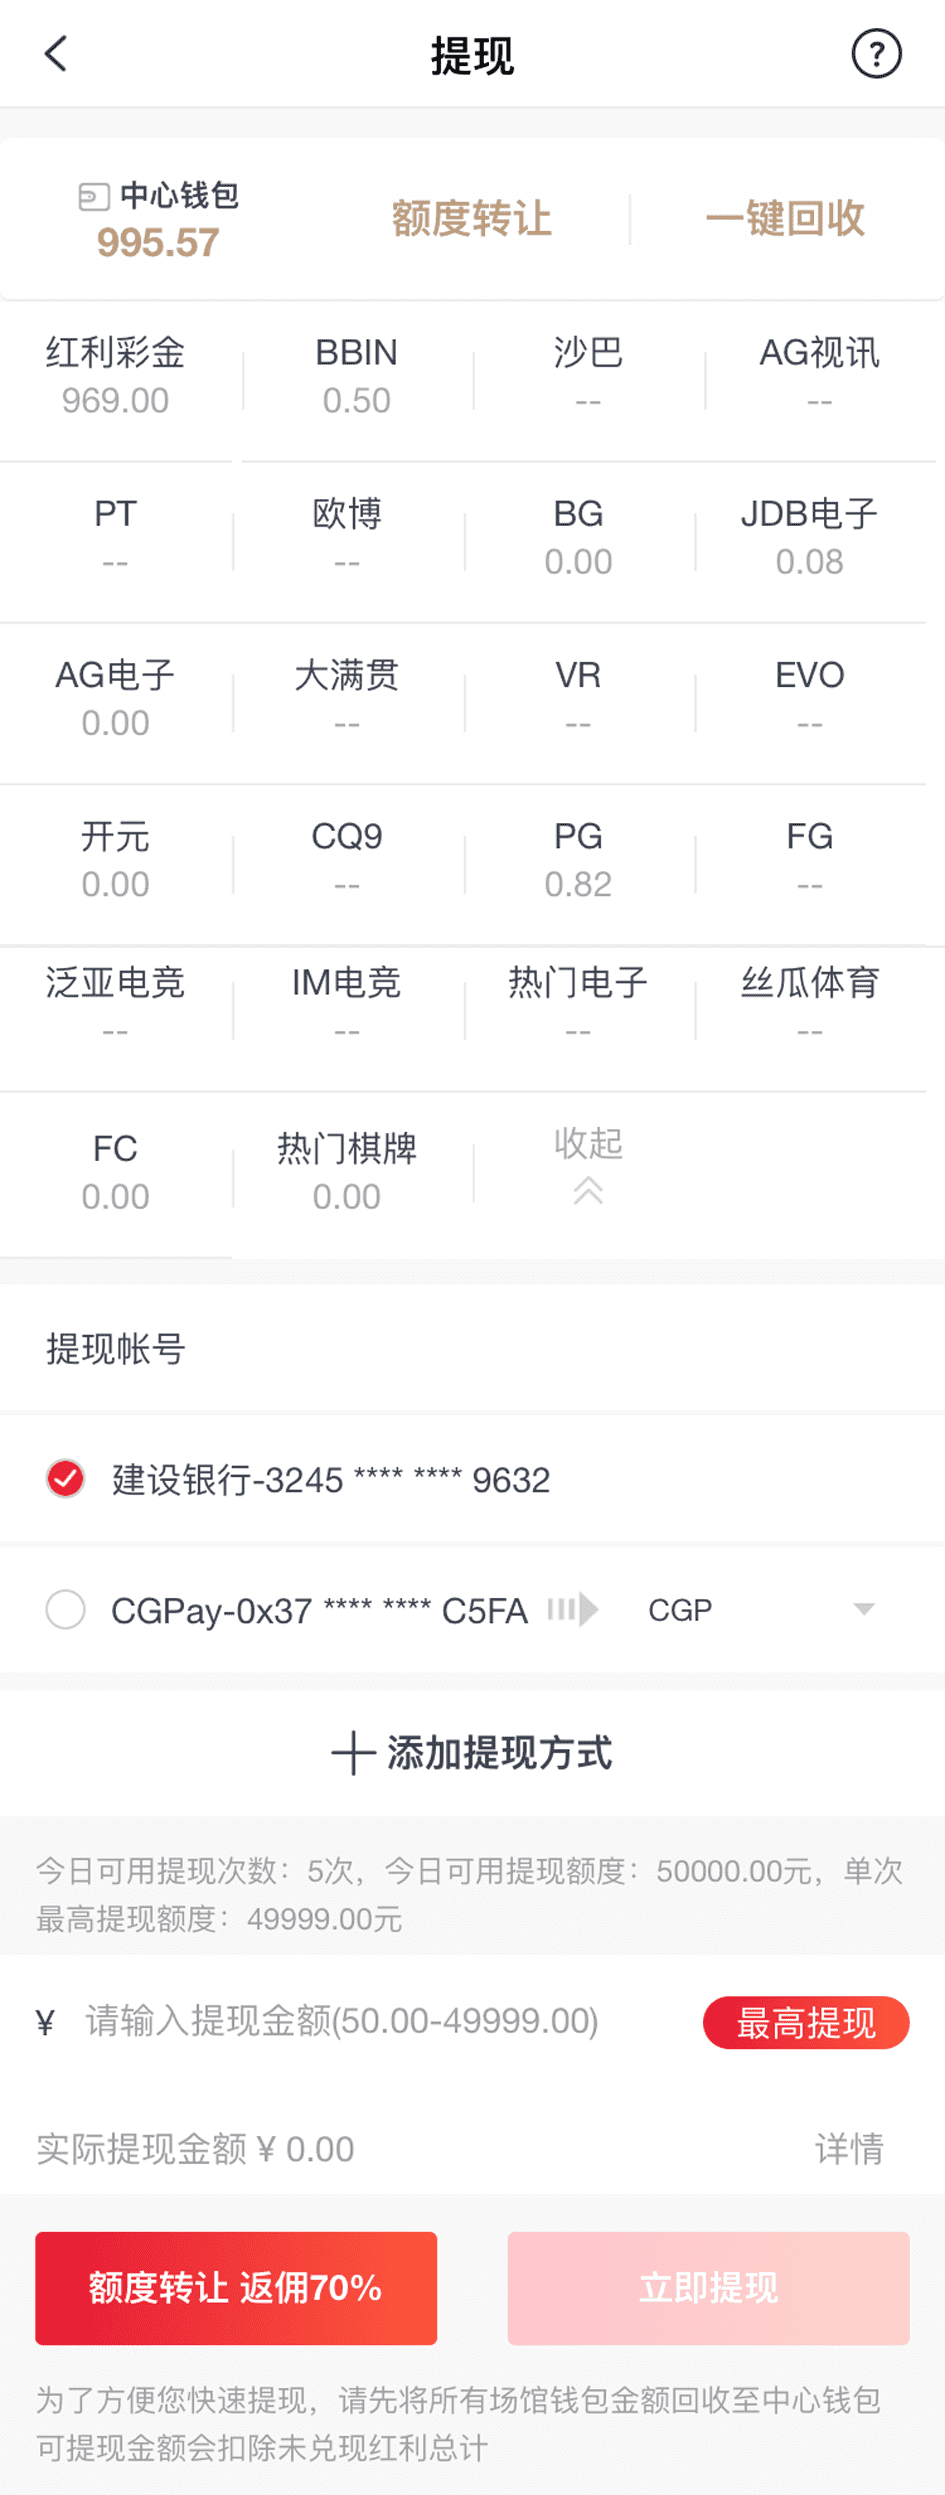 提现
?
中心钱包
995.57
额度转让
一键回收
红利彩金 BBIN 沙巴 AG视讯
969.00 0.50 -- --
PT 欧博 BG JDB电子
-- -- 0.00 0.08
AG电子 大满贯 VR EVO
0.00 -- -- --
开元 CQ9 PG FG
0.00 -- 0.82 --
泛亚电竞 IM电竞 热门电子 丝瓜体育
-- -- -- --
FC 热门棋牌 收起
0.00 0.00
提现帐号
建设银行-3245 **** **** 9632
CGPay-0x37 **** **** C5FA CGP
添加提现方式
今日可用提现次数：5次，今日可用提现额度：50000.00元，单次
最高提现额度：49999.00元
¥ 请输入提现金额(50.00-49999.00) 最高提现
实际提现金额 ¥ 0.00 详情
额度转让 返佣70% 立即提现
为了方便您快速提现，请先将所有场馆钱包金额回收至中心钱包
可提现金额会扣除未兑现红利总计